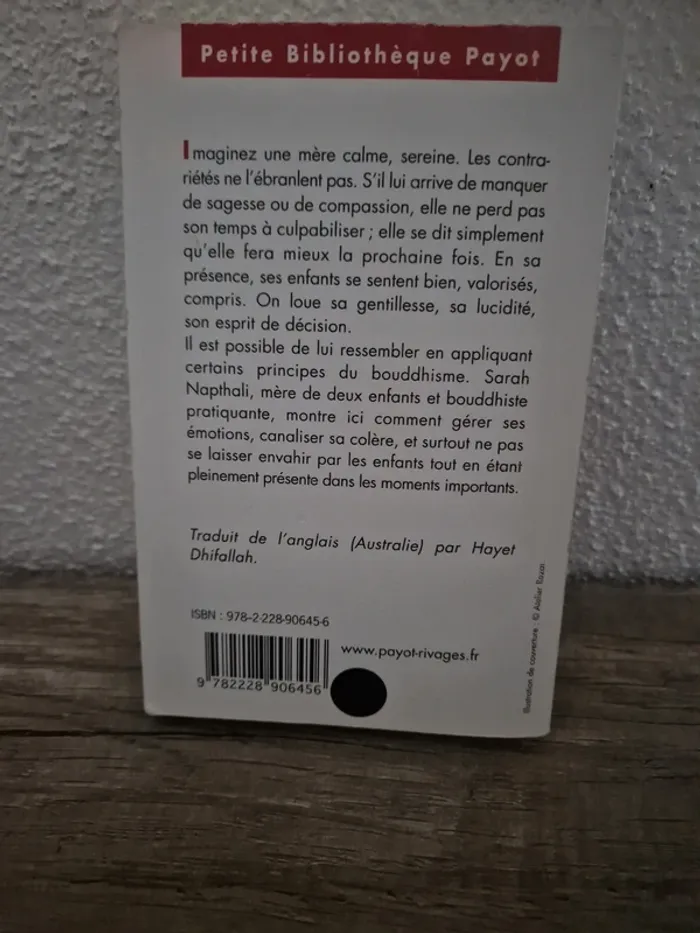 Petite Bibliothèque Payot
Imaginez une mère calme, sereine. Les contra-
riétés ne l'ébranlent pas. S'il lui arrive de manquer
de sagesse ou de compassion, elle ne perd pas
son temps à culpabiliser ; elle se dit simplement
qu'elle fera mieux la prochaine fois. En sa
présence, ses enfants se sentent bien, valorisés,
compris. On loue sa gentillesse, sa lucidité,
son esprit de décision.
Il est possible de lui ressembler en appliquant
certains principes du bouddhisme. Sarah
Napthali, mère de deux enfants et bouddhiste
pratiquante, montre ici comment gérer ses
émotions, canaliser sa colère, et surtout ne pas
se laisser envahir par les enfants tout en étant
pleinement présente dans les moments importants.
Traduit de l'anglais (Australie) par Hayet
Dhifallah.
ISBN : 978-2-228-90645-6
www.payot-rivages.fr
9 782228 906456
Illustration de couverture : © Atelier